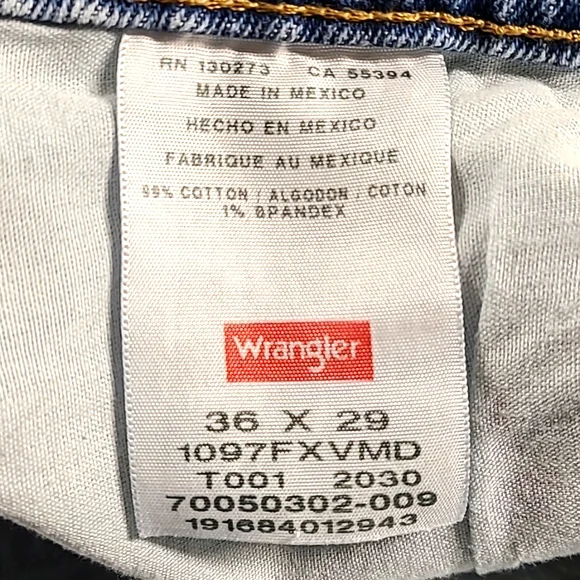 RN 130273 CA 55394
MADE IN MEXICO
HECHO EN MEXICO
FABRIQUE AU MEXIQUE
99% COTTON / ALGODON / COTON
1% SPANDEX
Wrangler
36 X 29
1097FXVMD
T001 2030
70050302-009
191684012943